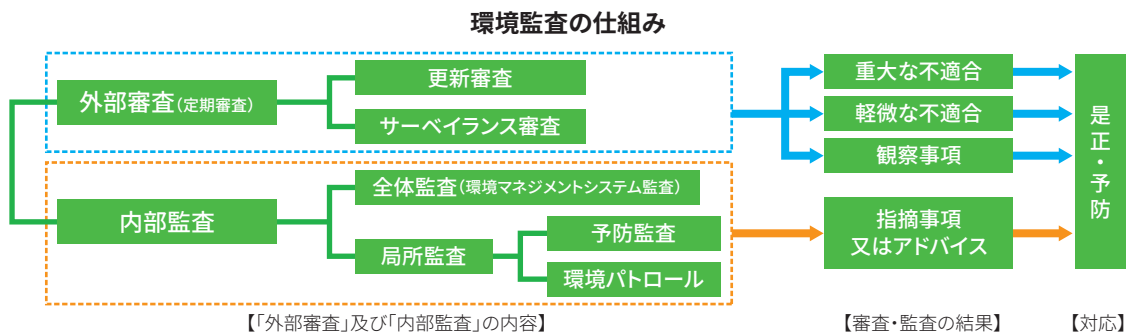 環境監査の仕組み
外部審査(定期審査)
更新審査
サーベイランス審査
内部監査
全体監査(環境マネジメントシステム監査)
局所監査
予防監査
環境パトロール
重大な不適合
軽微な不適合
観察事項
指摘事項
又はアドバイス
是正・予防
【「外部審査」及び「内部監査」の内容】
【審査・監査の結果】
【対応】